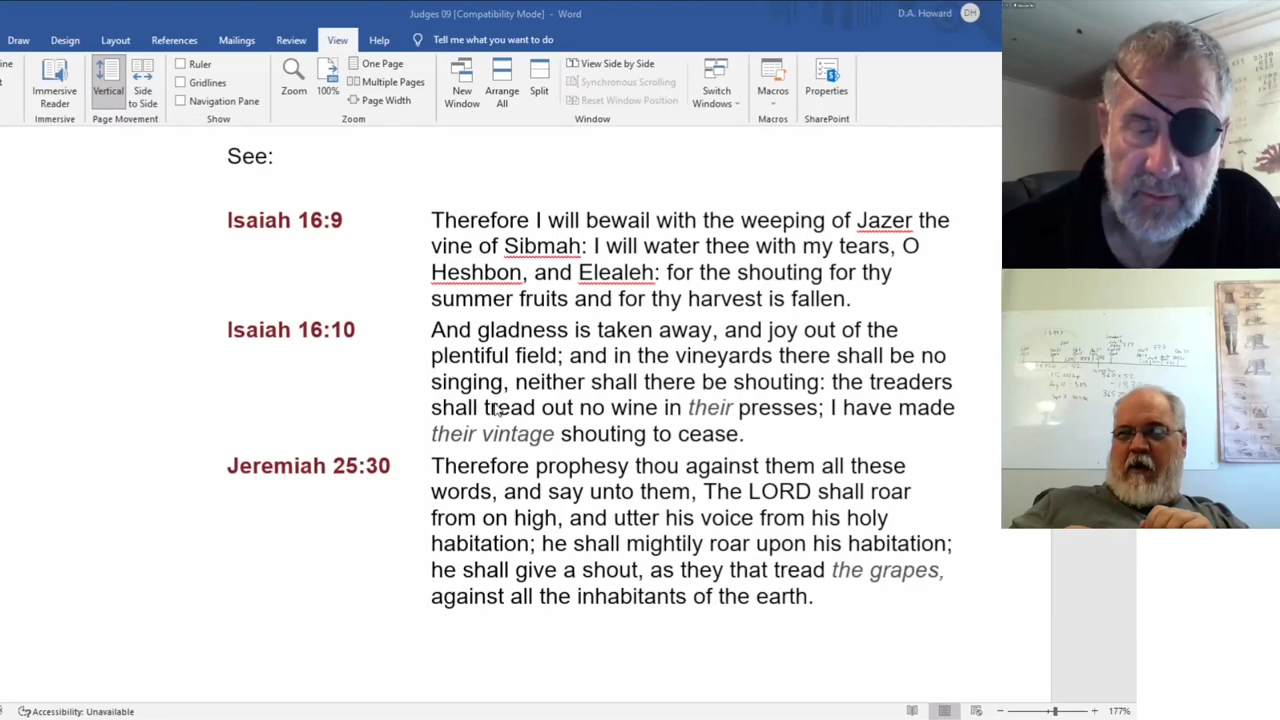 Judges 09 [Compatibility Mode] - Word
D.A. Howard
DH
Draw
Design
Layout
References
Mailings
Review
View
Help
Tell me what you want to do
Immersive Reader
Vertical
Side to Side
Ruler
Gridlines
Navigation Pane
Zoom
100%
One Page
Multiple Pages
Page Width
New Window
Arrange All
Split
View Side by Side
Synchronous Scrolling
Reset Window Position
Switch Windows
Macros
Properties
Immersive
Page Movement
Show
Zoom
Window
Macros
SharePoint
See:
Isaiah 16:9 Therefore I will bewail with the weeping of Jazer the
vine of Sibmah: I will water thee with my tears, O
Heshbon, and Elealeh: for the shouting for thy
summer fruits and for thy harvest is fallen.
Isaiah 16:10 And gladness is taken away, and joy out of the
plentiful field; and in the vineyards there shall be no
singing, neither shall there be shouting: the treaders
shall tread out no wine in their presses; I have made
their vintage shouting to cease.
Jeremiah 25:30 Therefore prophesy thou against them all these
words, and say unto them, The LORD shall roar
from on high, and utter his voice from his holy
habitation; he shall mightily roar upon his habitation;
he shall give a shout, as they that tread the grapes,
against all the inhabitants of the earth.
Accessibility: Unavailable
177%